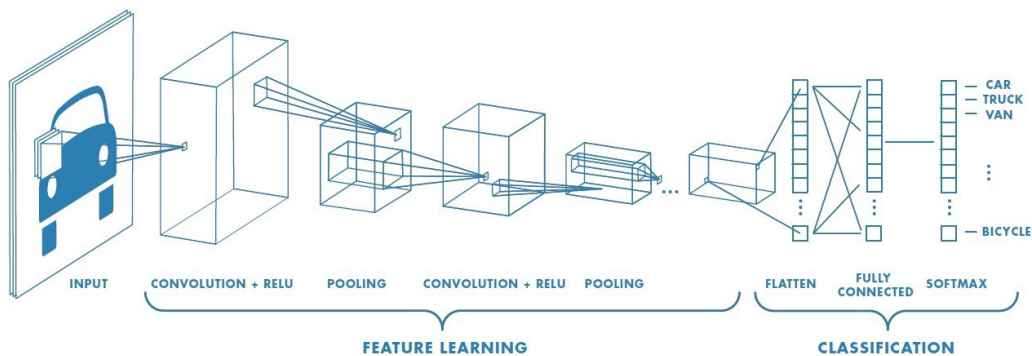 CAR
TRUCK
VAN
BICYCLE
INPUT
CONVOLUTION + RELU
POOLING
CONVOLUTION + RELU
POOLING
FLATTEN
FULLY
CONNECTED
SOFTMAX
FEATURE LEARNING
CLASSIFICATION